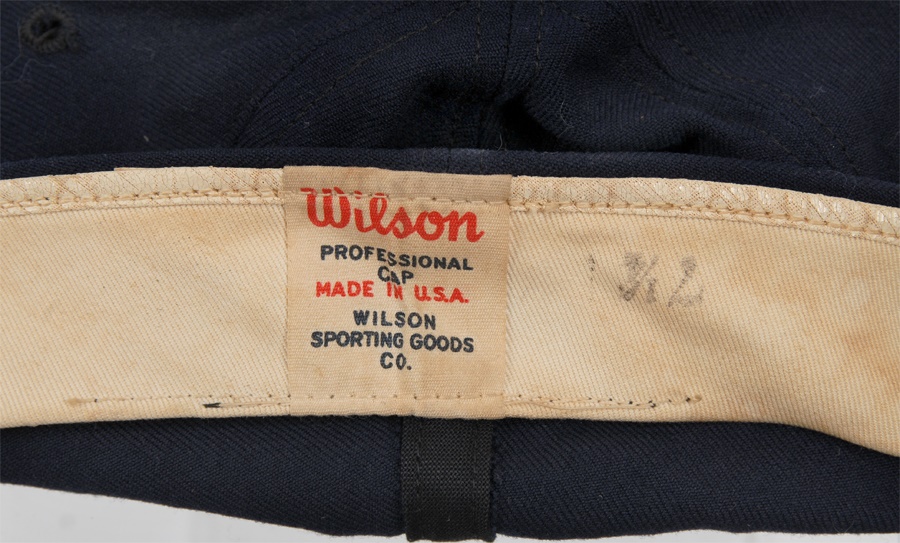 Wilson
PROFESSIONAL
CAP
MADE IN U.S.A.
WILSON
SPORTING GOODS
CO.